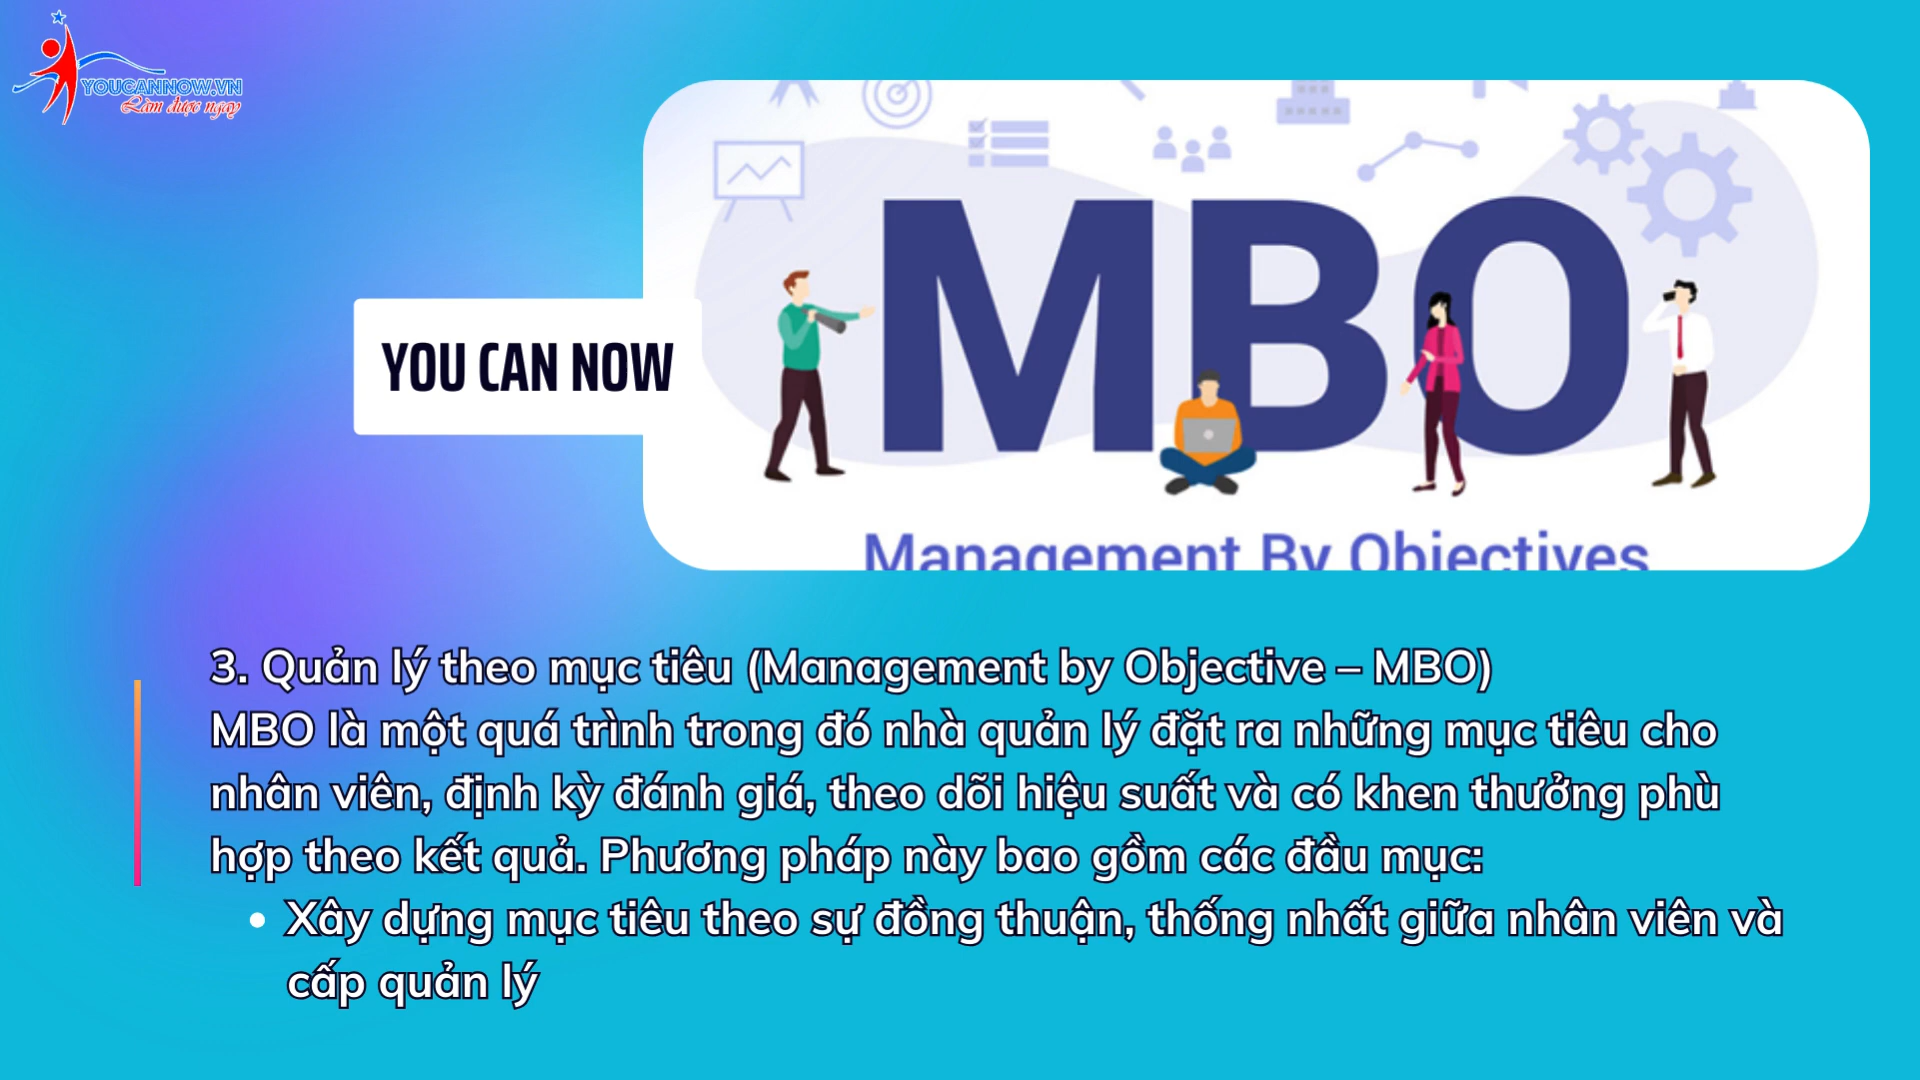 YOUCANNOW.VN
Làm được ngay
YOU CAN NOW
MBO
Management By Objectives
3. Quản lý theo mục tiêu (Management by Objective – MBO)
MBO là một quá trình trong đó nhà quản lý đặt ra những mục tiêu cho
nhân viên, định kỳ đánh giá, theo dõi hiệu suất và có khen thưởng phù
hợp theo kết quả. Phương pháp này bao gồm các đầu mục:
• Xây dựng mục tiêu theo sự đồng thuận, thống nhất giữa nhân viên và
cấp quản lý